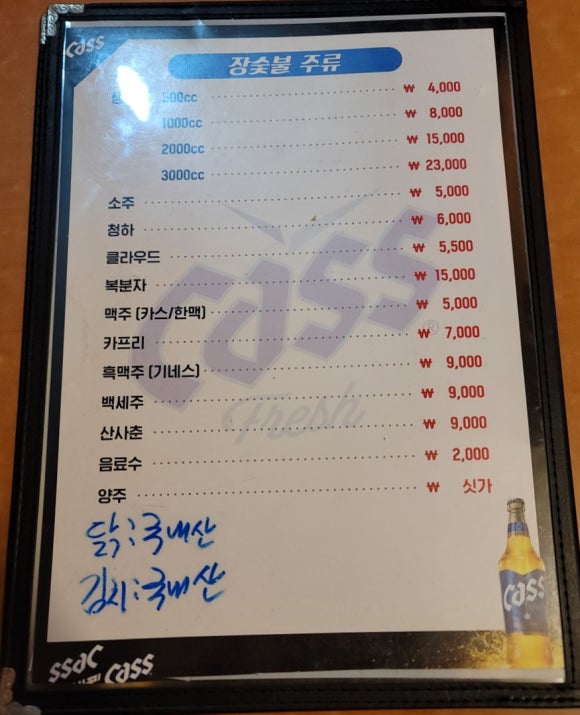 cass
장숯불 주류
500cc ₩ 4,000
1000cc ₩ 8,000
2000cc ₩ 15,000
3000cc ₩ 23,000
소주 ₩ 5,000
청하 ₩ 6,000
클라우드 ₩ 5,500
복분자 ₩ 15,000
맥주 (카스/한맥) ₩ 5,000
카프리 ₩ 7,000
흑맥주 (기네스) ₩ 9,000
백세주 ₩ 9,000
산사춘 ₩ 9,000
음료수 ₩ 2,000
양주 ₩ 싯가
cass ®
Fresh
닭:국내산
김치:국내산
cass
ssac
cass